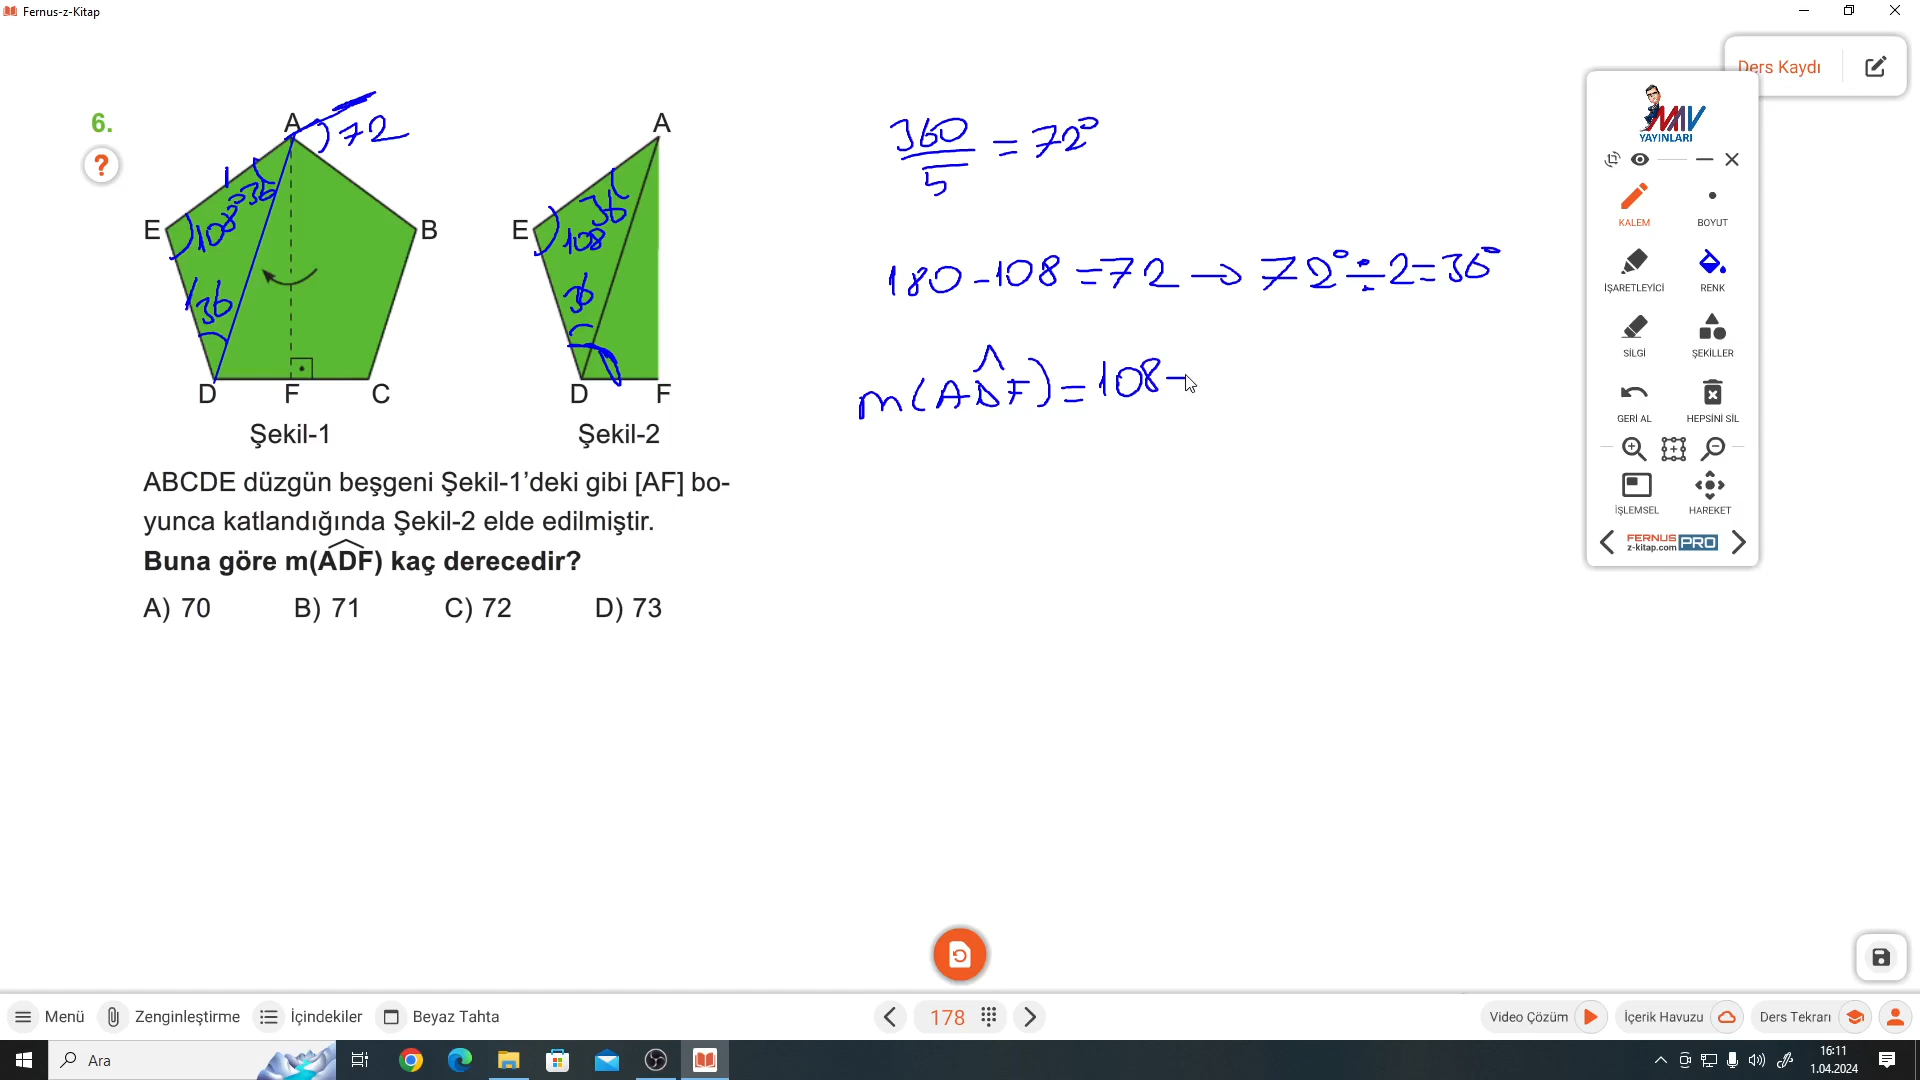 Fernus-z-Kitap
Ders Kaydı
MAV
YAYINLARI
KALEM
BOYUT
İŞARETLEYİCİ
RENK
SİLGİ
ŞEKİLLER
GERİ AL
HEPSİNİ SİL
İŞLEMSEL
HAREKET
FERNUS
z-kitap.com
PRO
6.
?
A
72
36
108°
E
B
36
D
F
C
Şekil-1
A
36
E
108
36
D
F
Şekil-2
360/5 = 72°
180-108=72 → 72°÷2=36°
m(ADF)=108-
ABCDE düzgün beşgeni Şekil-1’deki gibi [AF] bo-
yunca katlandığında Şekil-2 elde edilmiştir.
Buna göre m(ADF) kaç derecedir?
A) 70 B) 71 C) 72 D) 73
Menü
Zenginleştirme
İçindekiler
Beyaz Tahta
178
Video Çözüm
İçerik Havuzu
Ders Tekrarı
Ara
16:11
1.04.2024